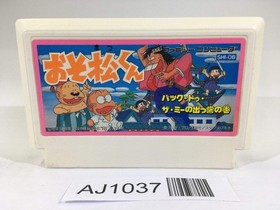 ファミリーコンピュータ
SHI-OB
おそ松くん
バック・トゥ・
ザ・ミーの出っ歯の巻
AJ1037